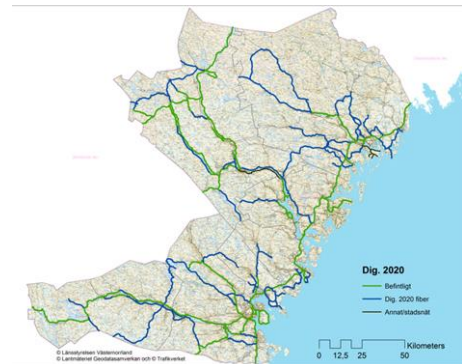 Dig. 2020
Befintligt
Dig. 2020 fiber
Annat/stadsnät
Kilometers
0 12,5 25 50
© Länsstyrelsen Västernorrland
© Lantmäteriet Geodatasamverkan och © Trafikverket